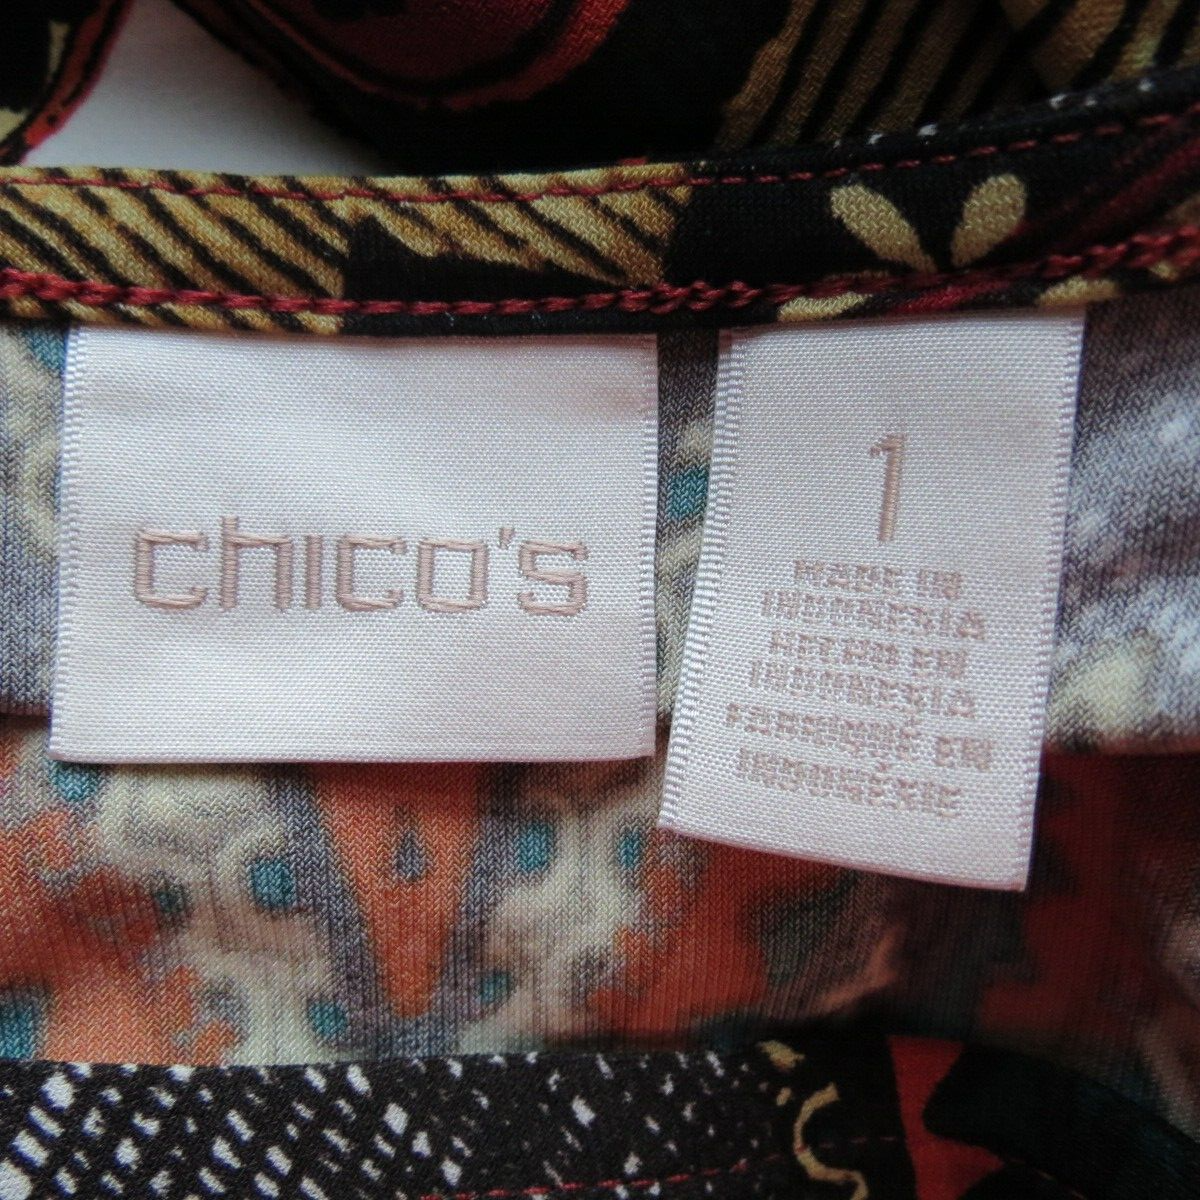 chico's
1
MADE IN
INDONESIA
HECHO EN
INDONESIA
FABRIQUÉ EN
INDONÉSIE